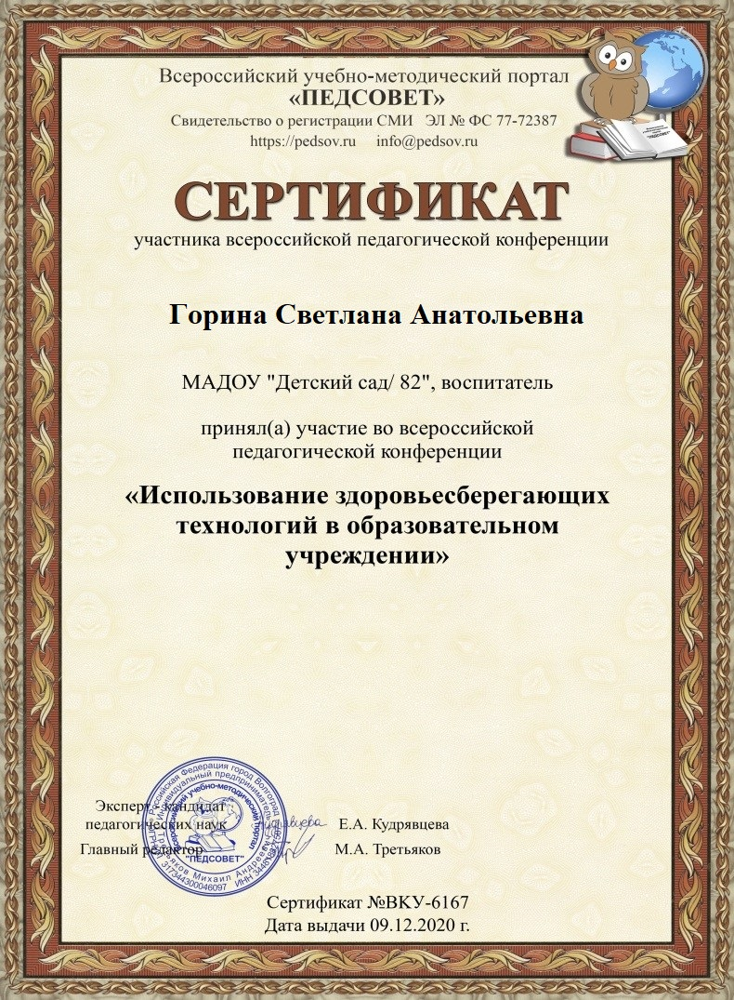 Всероссийский учебно-методический портал
«ПЕДСОВЕТ»
Свидетельство о регистрации СМИ ЭЛ № ФС 77-72387
https://pedsov.ru info@pedsov.ru
СЕРТИФИКАТ
участника всероссийской педагогической конференции
Горина Светлана Анатольевна
МАДОУ "Детский сад/ 82", воспитатель
принял(а) участие во всероссийской
педагогической конференции
«Использование здоровьесберегающих
технологий в образовательном
учреждении»
Эксперт - кандидат
педагогических наук Е.А. Кудрявцева
Главный редактор М.А. Третьяков
Российская Федерация город Волгоград
Индивидуальный предприниматель
Третьяков Михаил Андреевич
317344300046097 ИНН
Всероссийский учебно-методический портал
"ПЕДСОВЕТ"
Сертификат №ВКУ-6167
Дата выдачи 09.12.2020 г.